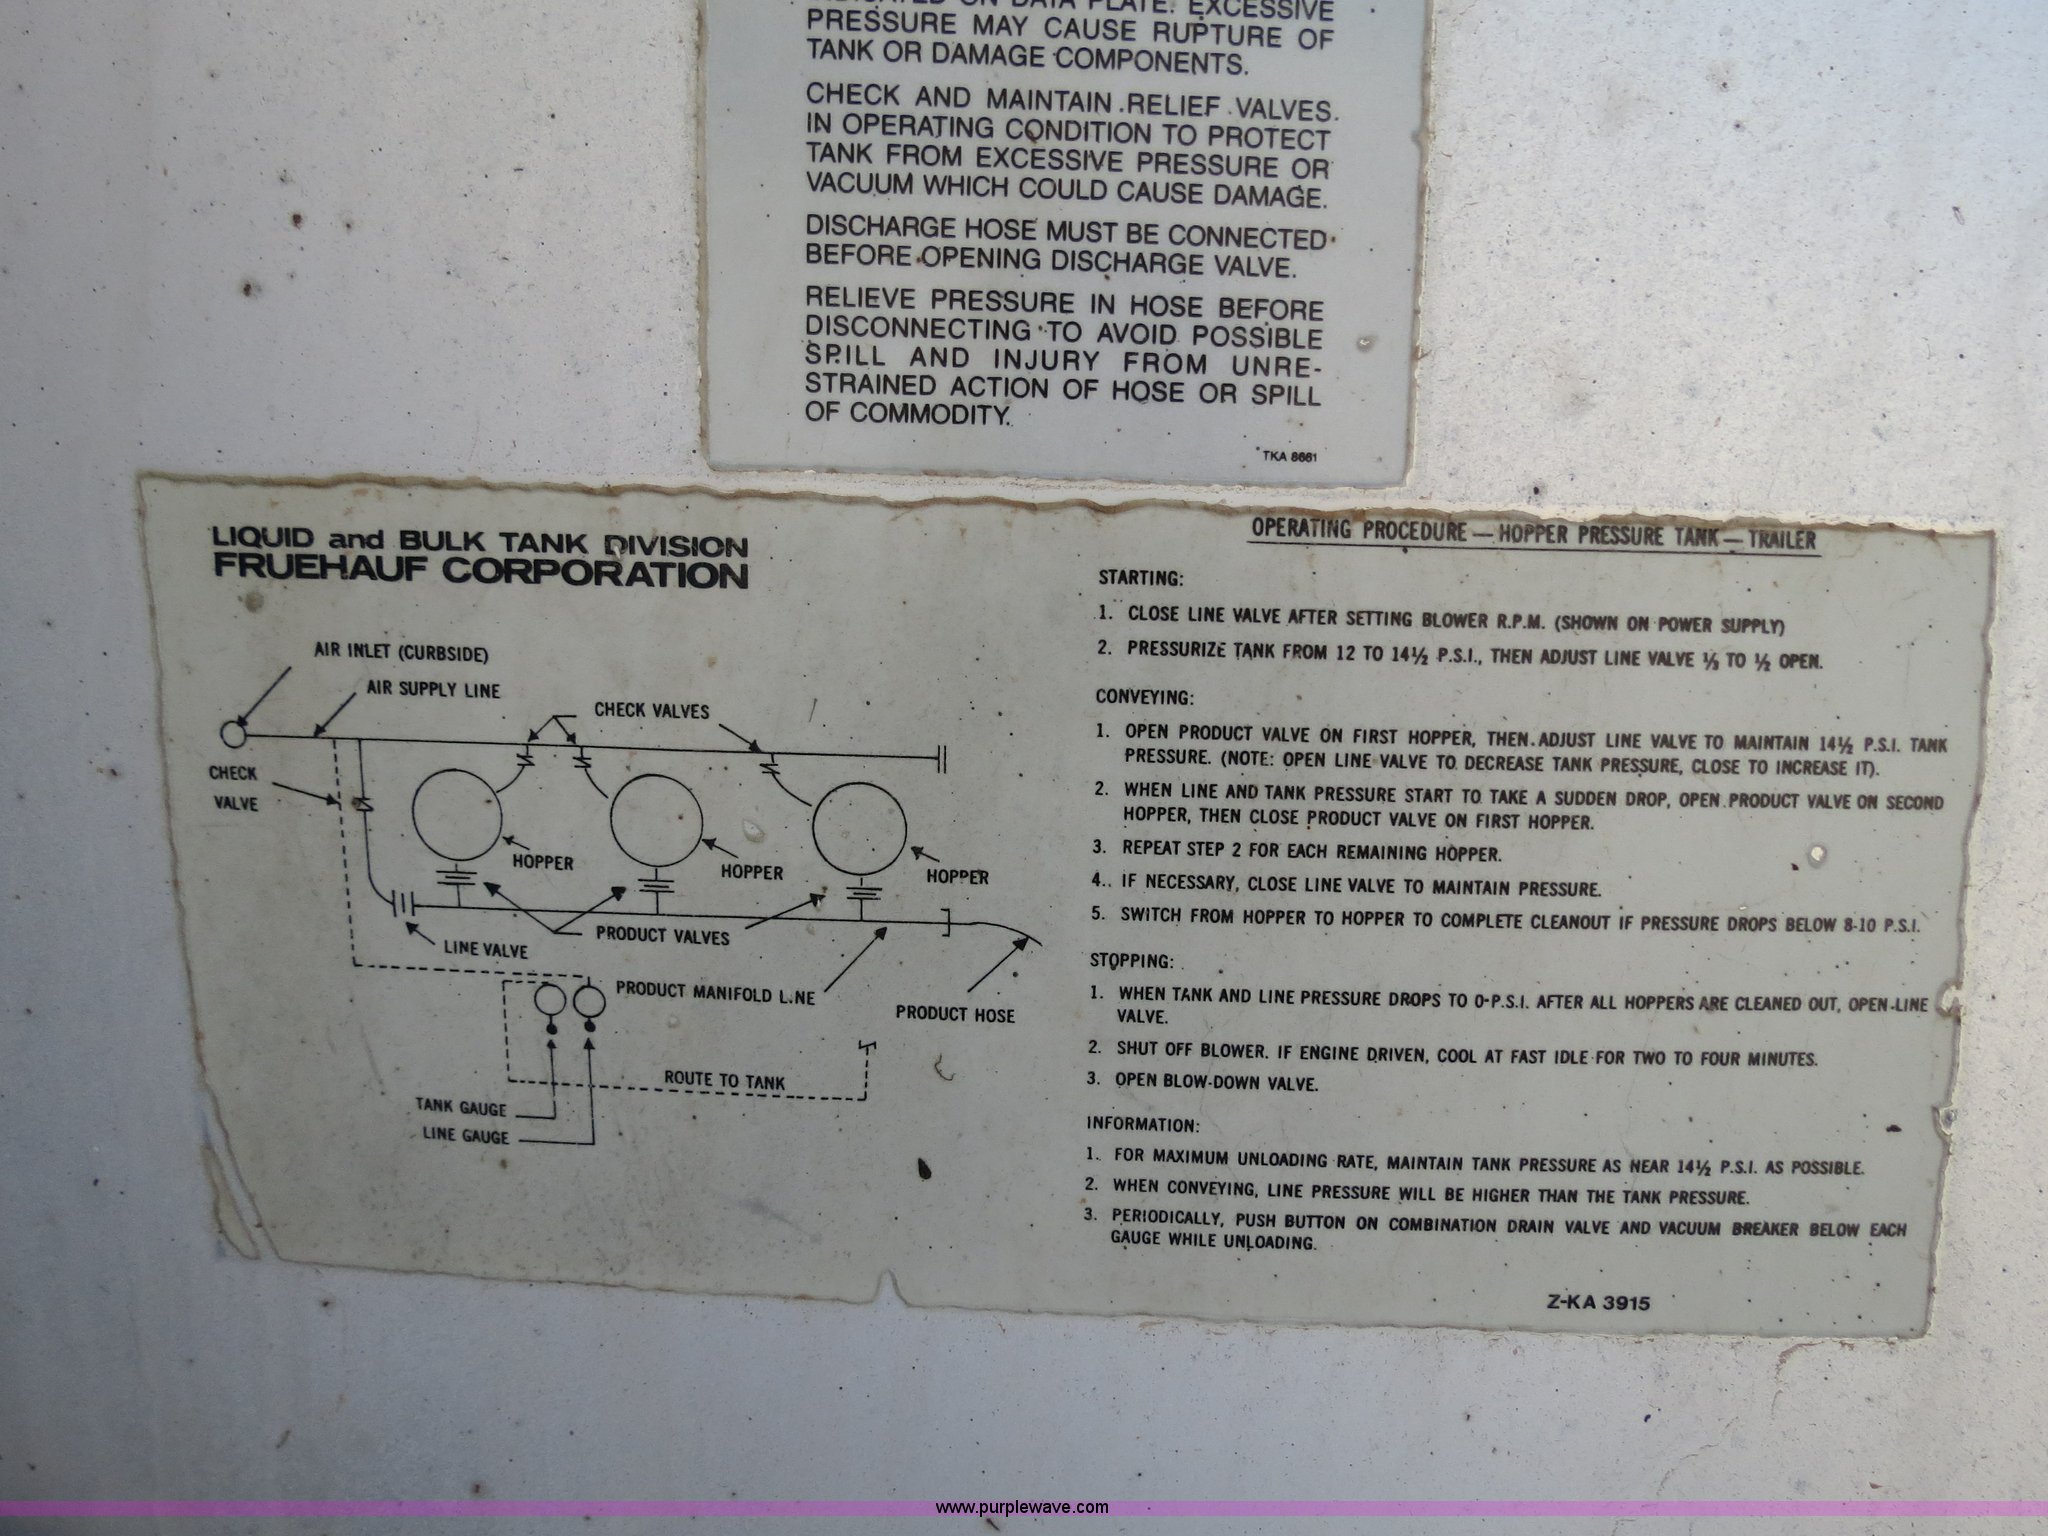 ON DATA PLATE. EXCESSIVE
PRESSURE MAY CAUSE RUPTURE OF
TANK OR DAMAGE COMPONENTS.
CHECK AND MAINTAIN RELIEF VALVES
IN OPERATING CONDITION TO PROTECT
TANK FROM EXCESSIVE PRESSURE OR
VACUUM WHICH COULD CAUSE DAMAGE.
DISCHARGE HOSE MUST BE CONNECTED
BEFORE OPENING DISCHARGE VALVE.
RELIEVE PRESSURE IN HOSE BEFORE
DISCONNECTING TO AVOID POSSIBLE
SPILL AND INJURY FROM UNRE-
STRAINED ACTION OF HOSE OR SPILL
OF COMMODITY.
TKA 8661
LIQUID and BULK TANK DIVISION
FRUEHAUF CORPORATION
AIR INLET (CURBSIDE)
AIR SUPPLY LINE
CHECK VALVES
CHECK
VALVE
HOPPER
HOPPER
HOPPER
LINE VALVE
PRODUCT VALVES
PRODUCT MANIFOLD LINE
PRODUCT HOSE
ROUTE TO TANK
TANK GAUGE
LINE GAUGE
OPERATING PROCEDURE — HOPPER PRESSURE TANK — TRAILER
STARTING:
1. CLOSE LINE VALVE AFTER SETTING BLOWER R.P.M. (SHOWN ON POWER SUPPLY)
2. PRESSURIZE TANK FROM 12 TO 14½ P.S.I., THEN ADJUST LINE VALVE ⅓ TO ½ OPEN.
CONVEYING:
1. OPEN PRODUCT VALVE ON FIRST HOPPER, THEN ADJUST LINE VALVE TO MAINTAIN 14½ P.S.I. TANK
PRESSURE. (NOTE: OPEN LINE VALVE TO DECREASE TANK PRESSURE, CLOSE TO INCREASE IT).
2. WHEN LINE AND TANK PRESSURE START TO TAKE A SUDDEN DROP, OPEN PRODUCT VALVE ON SECOND
HOPPER, THEN CLOSE PRODUCT VALVE ON FIRST HOPPER.
3. REPEAT STEP 2 FOR EACH REMAINING HOPPER.
4. IF NECESSARY, CLOSE LINE VALVE TO MAINTAIN PRESSURE.
5. SWITCH FROM HOPPER TO HOPPER TO COMPLETE CLEANOUT IF PRESSURE DROPS BELOW 8-10 P.S.I.
STOPPING:
1. WHEN TANK AND LINE PRESSURE DROPS TO 0-P.S.I. AFTER ALL HOPPERS ARE CLEANED OUT, OPEN LINE
VALVE.
2. SHUT OFF BLOWER. IF ENGINE DRIVEN, COOL AT FAST IDLE FOR TWO TO FOUR MINUTES.
3. OPEN BLOW-DOWN VALVE.
INFORMATION:
1. FOR MAXIMUM UNLOADING RATE, MAINTAIN TANK PRESSURE AS NEAR 14½ P.S.I. AS POSSIBLE.
2. WHEN CONVEYING, LINE PRESSURE WILL BE HIGHER THAN THE TANK PRESSURE.
3. PERIODICALLY, PUSH BUTTON ON COMBINATION DRAIN VALVE AND VACUUM BREAKER BELOW EACH
GAUGE WHILE UNLOADING.
Z-KA 3915
www.purplewave.com